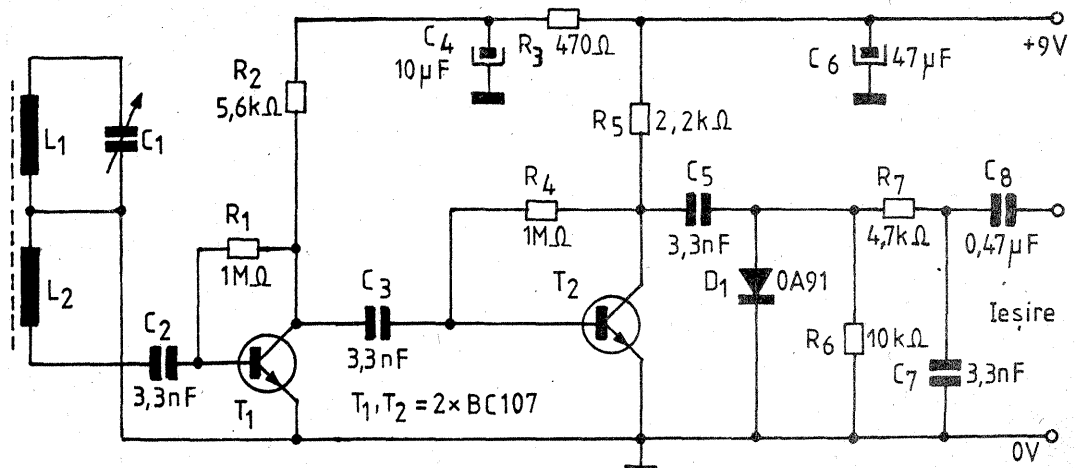 C4
10µF
R3
470Ω
+9V
C6
47µF
R2
5,6kΩ
R5
2,2kΩ
L1
C1
R1
1MΩ
R4
1MΩ
C5
3,3nF
R7
4,7kΩ
C8
0,47µF
L2
C2
3,3nF
C3
3,3nF
T2
D1
OA91
R6
10kΩ
Ieșire
C7
3,3nF
T1
T1,T2 = 2×BC107
0V